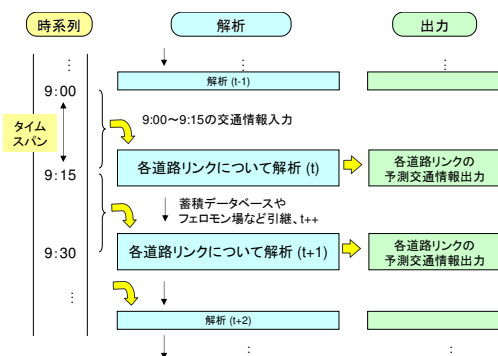 時系列
解析
出力
⋮
⋮
⋮
解析 (t-1)
9:00
9:00～9:15の交通情報入力
タイム
スパン
9:15
各道路リンクについて解析 (t)
各道路リンクの
予測交通情報出力
蓄積データベースや
フェロモン場など引継、t++
9:30
各道路リンクについて解析 (t+1)
各道路リンクの
予測交通情報出力
⋮
解析 (t+2)
⋮
⋮